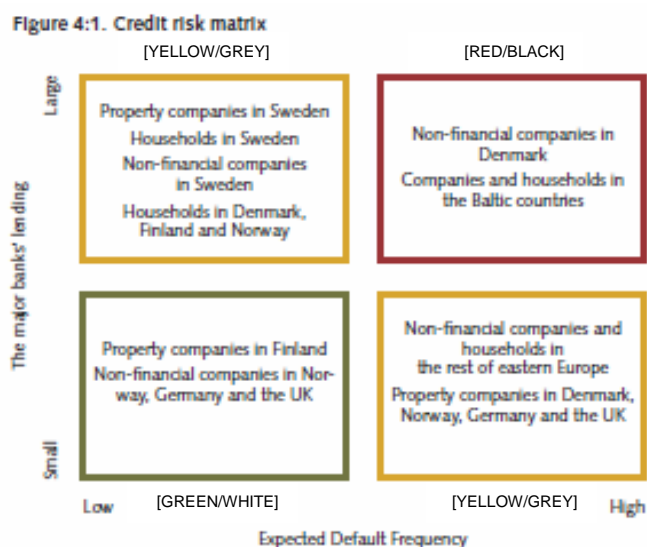 Figure 4:1. Credit risk matrix
[YELLOW/GREY]
[RED/BLACK]
Large
Property companies in Sweden
Households in Sweden
Non-financial companies
in Sweden
Households in Denmark,
Finland and Norway
Non-financial companies in
Denmark
Companies and households in
the Baltic countries
The major banks' lending
Property companies in Finland
Non-financial companies in Nor-
way, Germany and the UK
Non-financial companies and
households in
the rest of eastern Europe
Property companies in Denmark,
Norway, Germany and the UK
Small
Low
[GREEN/WHITE]
[YELLOW/GREY]
High
Expected Default Frequency